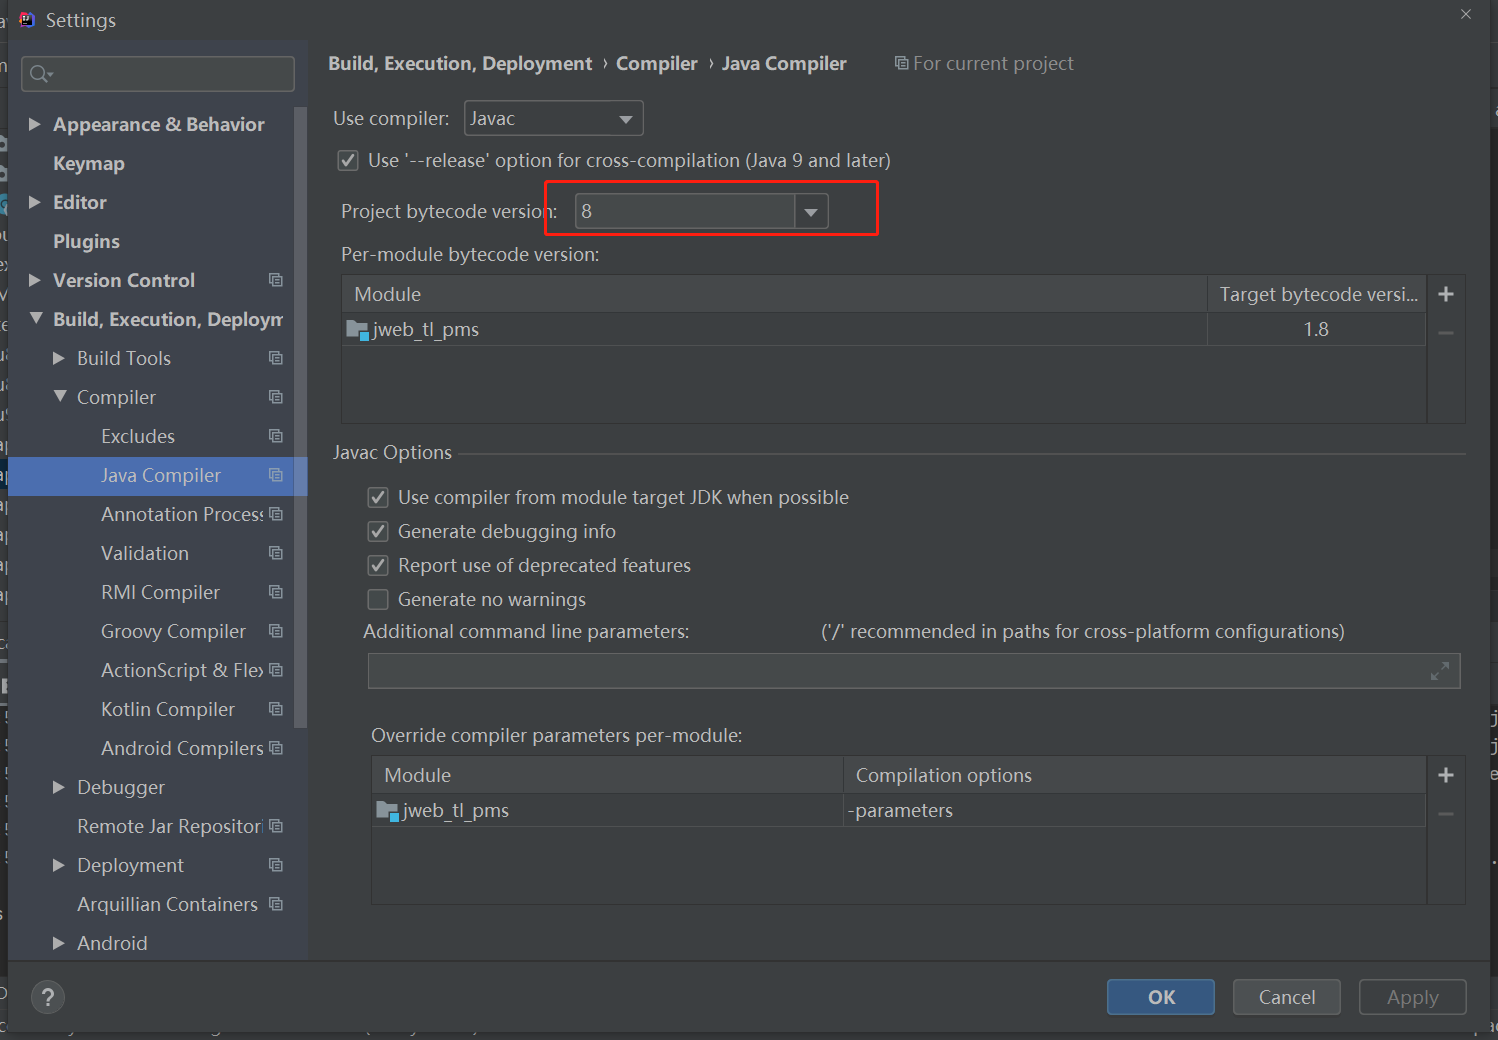 Settings
Build, Execution, Deployment › Compiler › Java Compiler For current project
Appearance & Behavior
Keymap
Editor
Plugins
Version Control
Build, Execution, Deploym
Build Tools
Compiler
Excludes
Java Compiler
Annotation Process
Validation
RMI Compiler
Groovy Compiler
ActionScript & Flex
Kotlin Compiler
Android Compilers
Debugger
Remote Jar Repositori
Deployment
Arquillian Containers
Android
Use compiler: Javac
Use '--release' option for cross-compilation (Java 9 and later)
Project bytecode version: 8
Per-module bytecode version:
Module Target bytecode versi...
jweb_tl_pms 1.8
Javac Options
Use compiler from module target JDK when possible
Generate debugging info
Report use of deprecated features
Generate no warnings
Additional command line parameters: ('/' recommended in paths for cross-platform configurations)
Override compiler parameters per-module:
Module Compilation options
jweb_tl_pms -parameters
? OK Cancel Apply